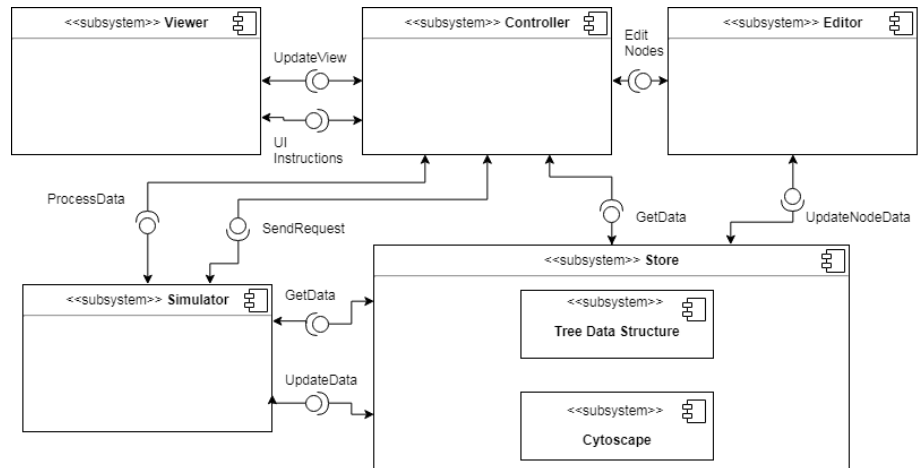 <<subsystem>> Viewer
<<subsystem>> Controller
<<subsystem>> Editor
UpdateView
Edit
Nodes
UI
Instructions
ProcessData
SendRequest
GetData
UpdateNodeData
<<subsystem>> Store
<<subsystem>> Simulator
GetData
<<subsystem>>
Tree Data Structure
UpdateData
<<subsystem>>
Cytoscape